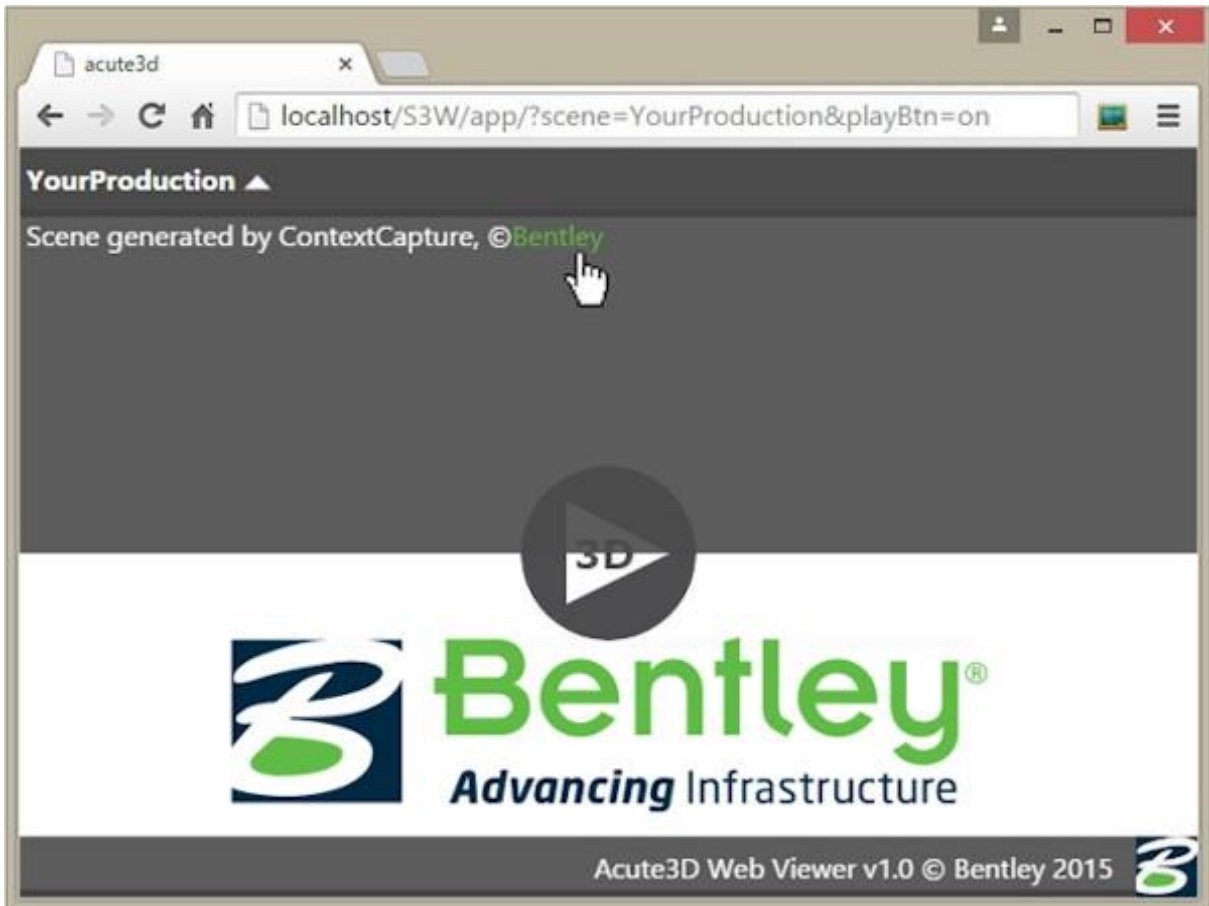 acute3d
localhost/S3W/app/?scene=YourProduction&playBtn=on
YourProduction
Scene generated by ContextCapture, ©Bentley
3D
Bentley®
Advancing Infrastructure
Acute3D Web Viewer v1.0 © Bentley 2015